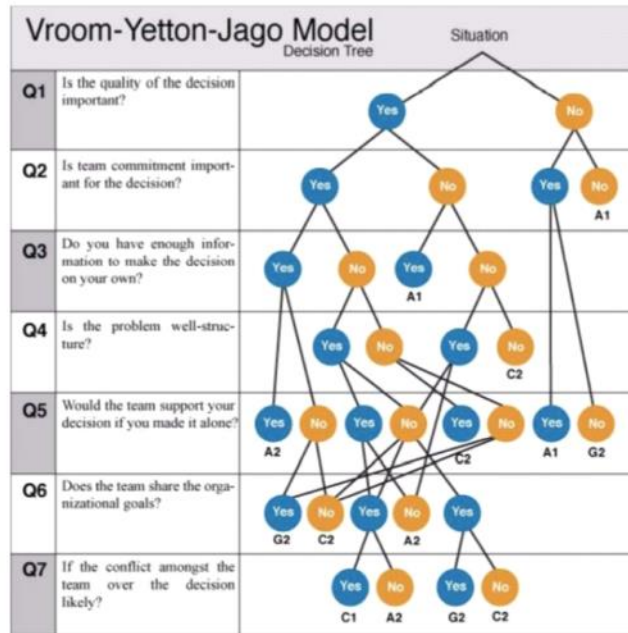 Vroom-Yetton-Jago Model
Decision Tree
Situation
Q1
Is the quality of the decision
important?
Yes No
Q2
Is team commitment impor-
ant for the decision?
Yes No Yes No
A1
Q3
Do you have enough infor-
mation to make the decision
on your own?
Yes No Yes No
A1
Q4
Is the problem well-struc-
ture?
Yes No Yes No
C2
Q5
Would the team support your
decision if you made it alone?
Yes No Yes No Yes No Yes No
A2 C2 A1 G2
Q6
Does the team share the orga-
nizational goals?
Yes No Yes No Yes
G2 C2 A2
Q7
If the conflict amongst the
team over the decision
likely?
Yes No Yes No
C1 A2 G2 C2